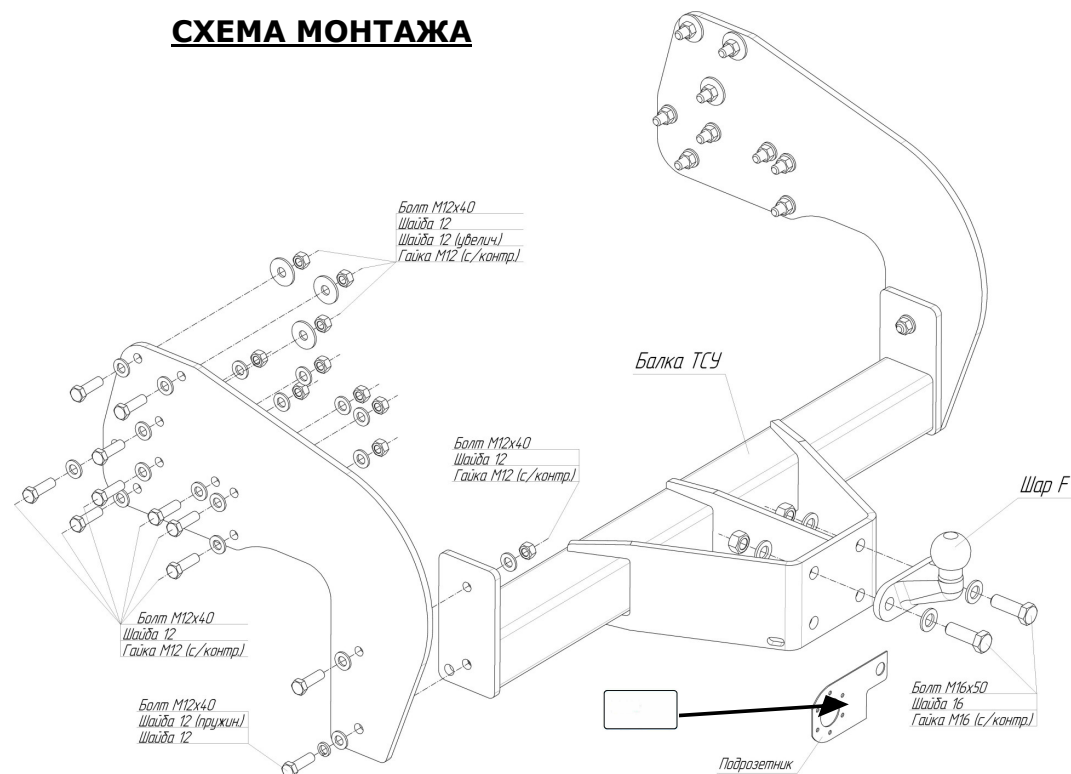 СХЕМА МОНТАЖА
Болт М12х40
Шайба 12
Шайба 12 (увелич.)
Гайка М12 (с/контр.)
Балка ТСУ
Болт М12х40
Шайба 12
Гайка М12 (с/контр.)
Шар F
Болт М12х40
Шайба 12
Гайка М12 (с/контр.)
Болт М12х40
Шайба 12 (пружин.)
Шайба 12
Болт М16х50
Шайба 16
Гайка М16 (с/контр.)
Подрозетник